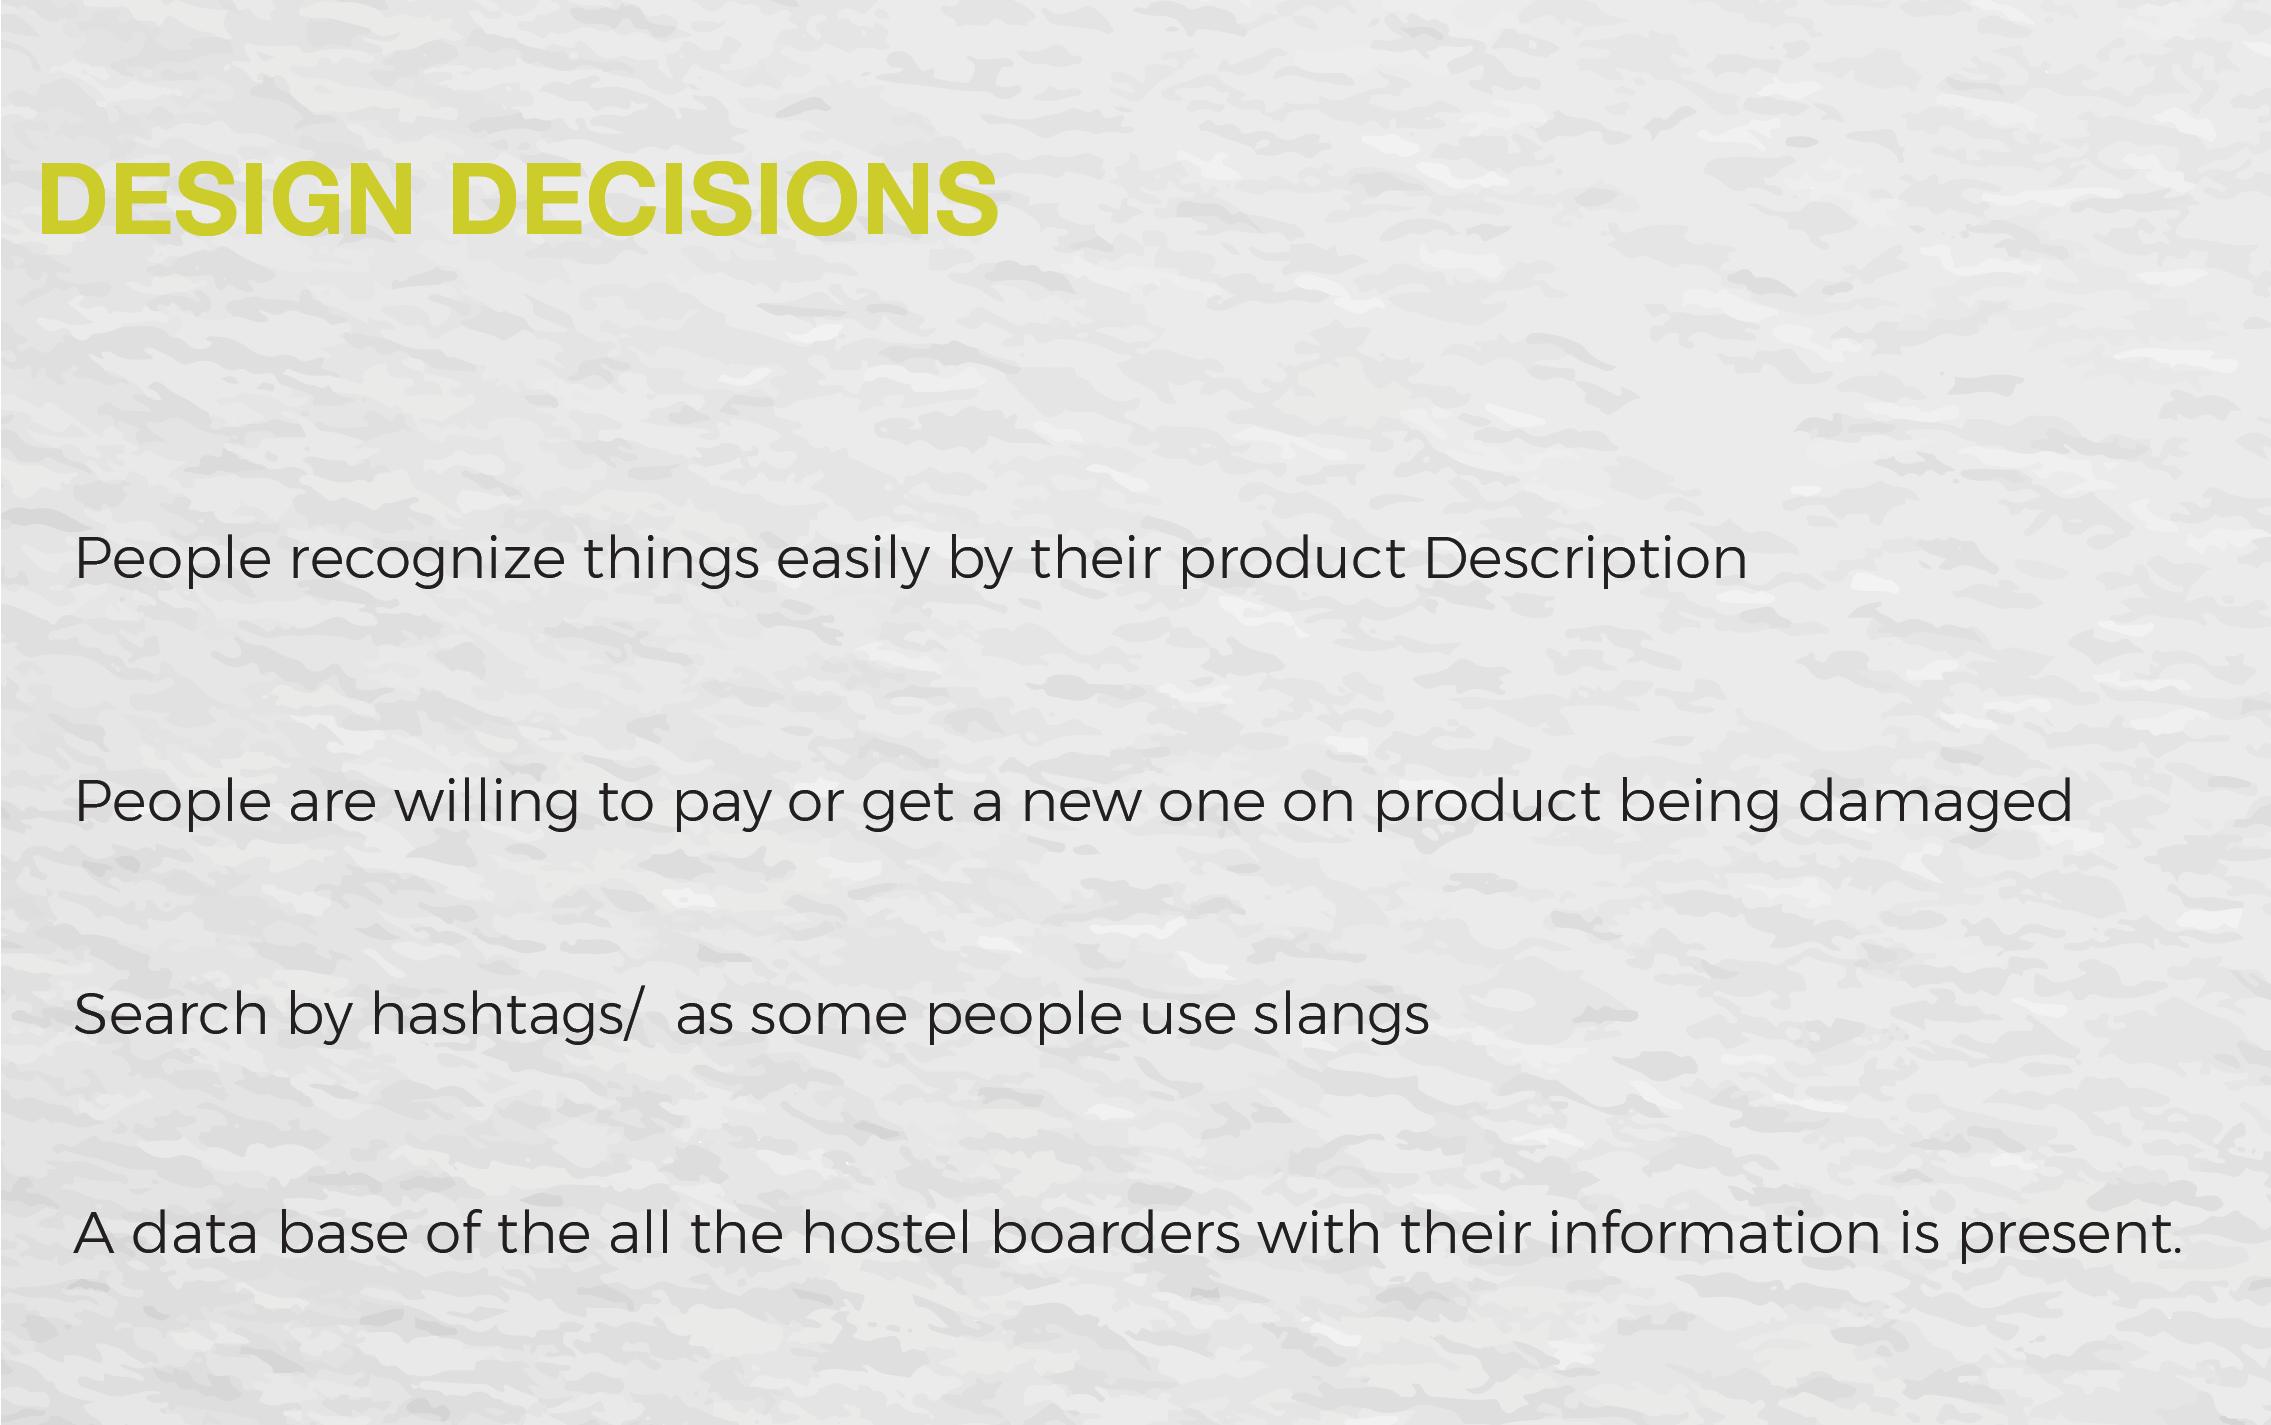 DESIGN DECISIONS
People recognize things easily by their product Description
People are willing to pay or get a new one on product being damaged
Search by hashtags/  as some people use slangs
A data base of the all the hostel boarders with their information is present.